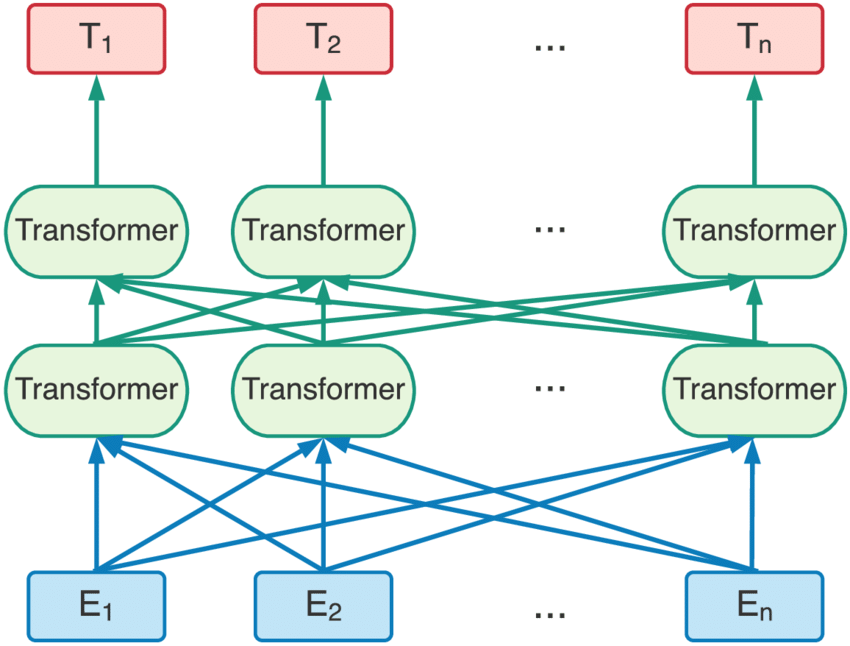 T₁ T₂ ... Tₙ
Transformer Transformer ... Transformer
Transformer Transformer ... Transformer
E₁ E₂ ... Eₙ